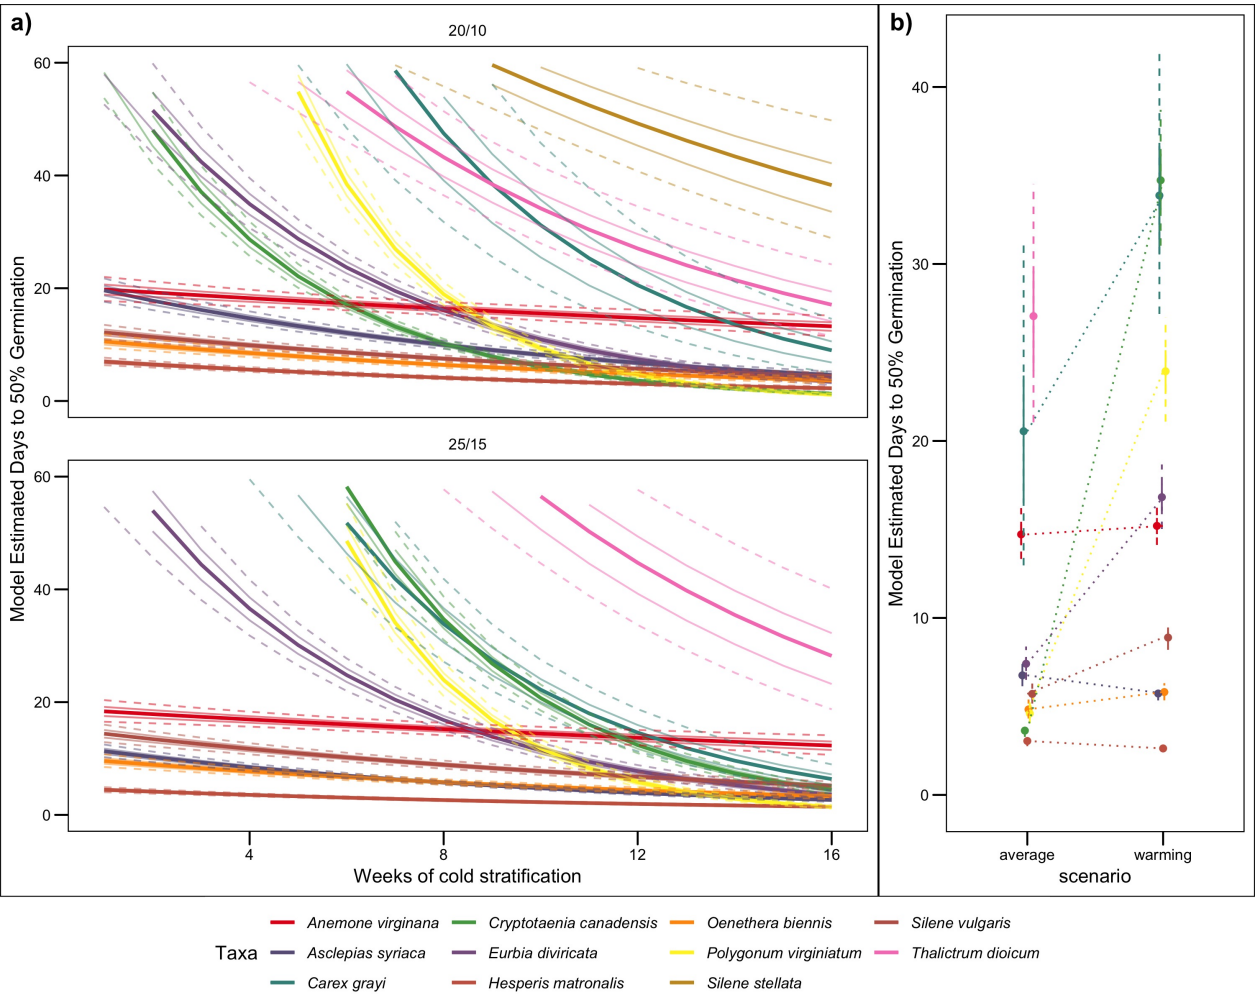 a)
20/10
60
40
20
0
25/15
60
40
20
0
4 8 12 16
Weeks of cold stratification
Model Estimated Days to 50% Germination
b)
40
30
20
10
0
average warming
scenario
Model Estimated Days to 50% Germination
Taxa
Anemone virginana Cryptotaenia canadensis Oenethera biennis Silene vulgaris
Asclepias syriaca Eurbia diviricata Polygonum virginiatum Thalictrum dioicum
Carex grayi Hesperis matronalis Silene stellata